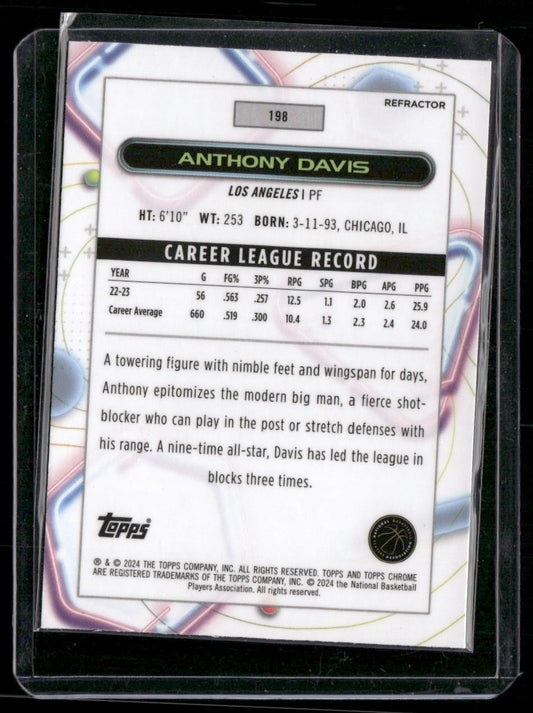 REFRACTOR
198
ANTHONY DAVIS
LOS ANGELES | PF
HT: 6'10" WT: 253 BORN: 3-11-93, CHICAGO, IL
CAREER LEAGUE RECORD
YEAR G FG% 3P% RPG SPG BPG APG PPG
22-23 56 .563 .257 12.5 1.1 2.0 2.6 25.9
Career Average 660 .519 .300 10.4 1.3 2.3 2.4 24.0
A towering figure with nimble feet and wingspan for days,
Anthony epitomizes the modern big man, a fierce shot-
blocker who can play in the post or stretch defenses with
his range. A nine-time all-star, Davis has led the league in
blocks three times.
Topps®
® & © 2024 THE TOPPS COMPANY, INC. ALL RIGHTS RESERVED. TOPPS AND TOPPS CHROME
ARE REGISTERED TRADEMARKS OF THE TOPPS COMPANY, INC. © 2024 the National Basketball
Players Association. All rights reserved.